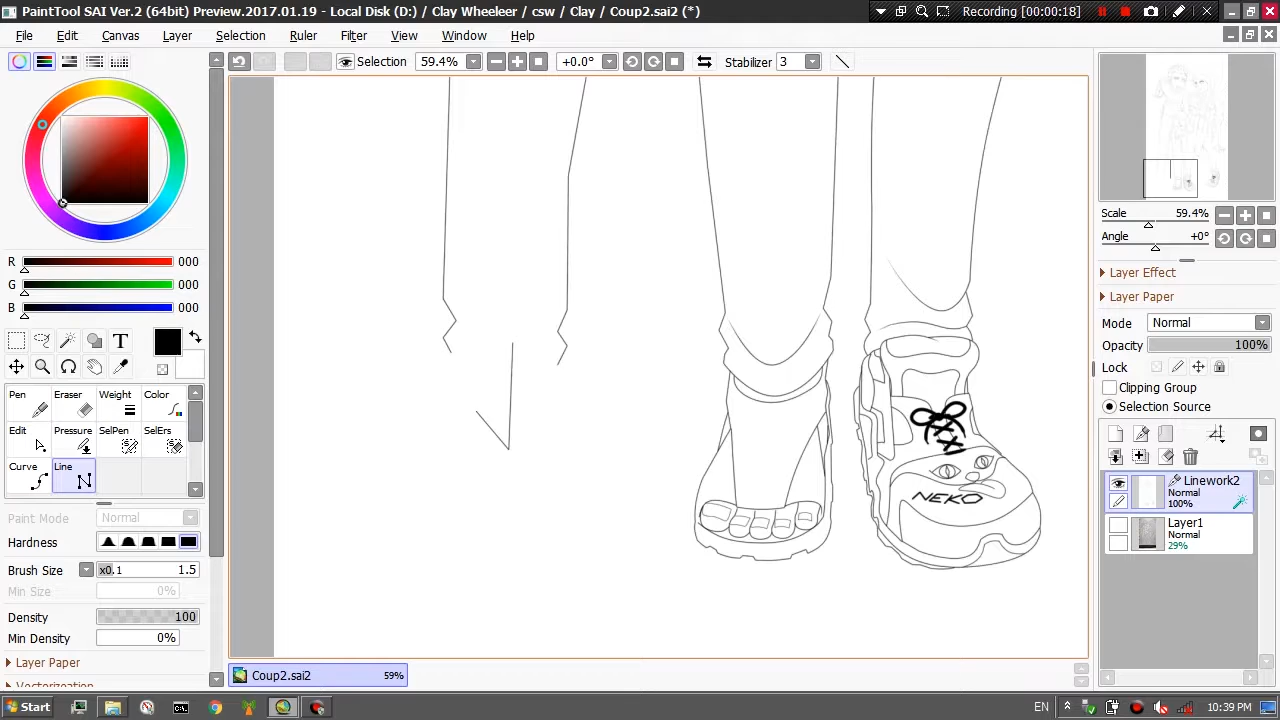 PaintTool SAI Ver.2 (64bit) Preview.2017.01.19 - Local Disk (D:) / Clay Wheeleer / csw / Clay / Coup2.sai2 (*)
Recording [00:00:18]
File Edit Canvas Layer Selection Ruler Filter View Window Help
Selection 59.4% +0.0° Stabilizer 3
R 000
G 000
B 000
T
Pen Eraser Weight Color
Edit Pressure SelPen SelErs
Curve Line
Paint Mode Normal
Hardness
Brush Size x0.1 1.5
Min Size 0%
Density 100
Min Density 0%
Layer Paper
Vectorization
NEKO
Scale 59.4%
Angle +0°
Layer Effect
Layer Paper
Mode Normal
Opacity 100%
Lock
Clipping Group
Selection Source
Linework2
Normal
100%
Layer1
Normal
29%
Coup2.sai2 59%
Start
EN
10:39 PM